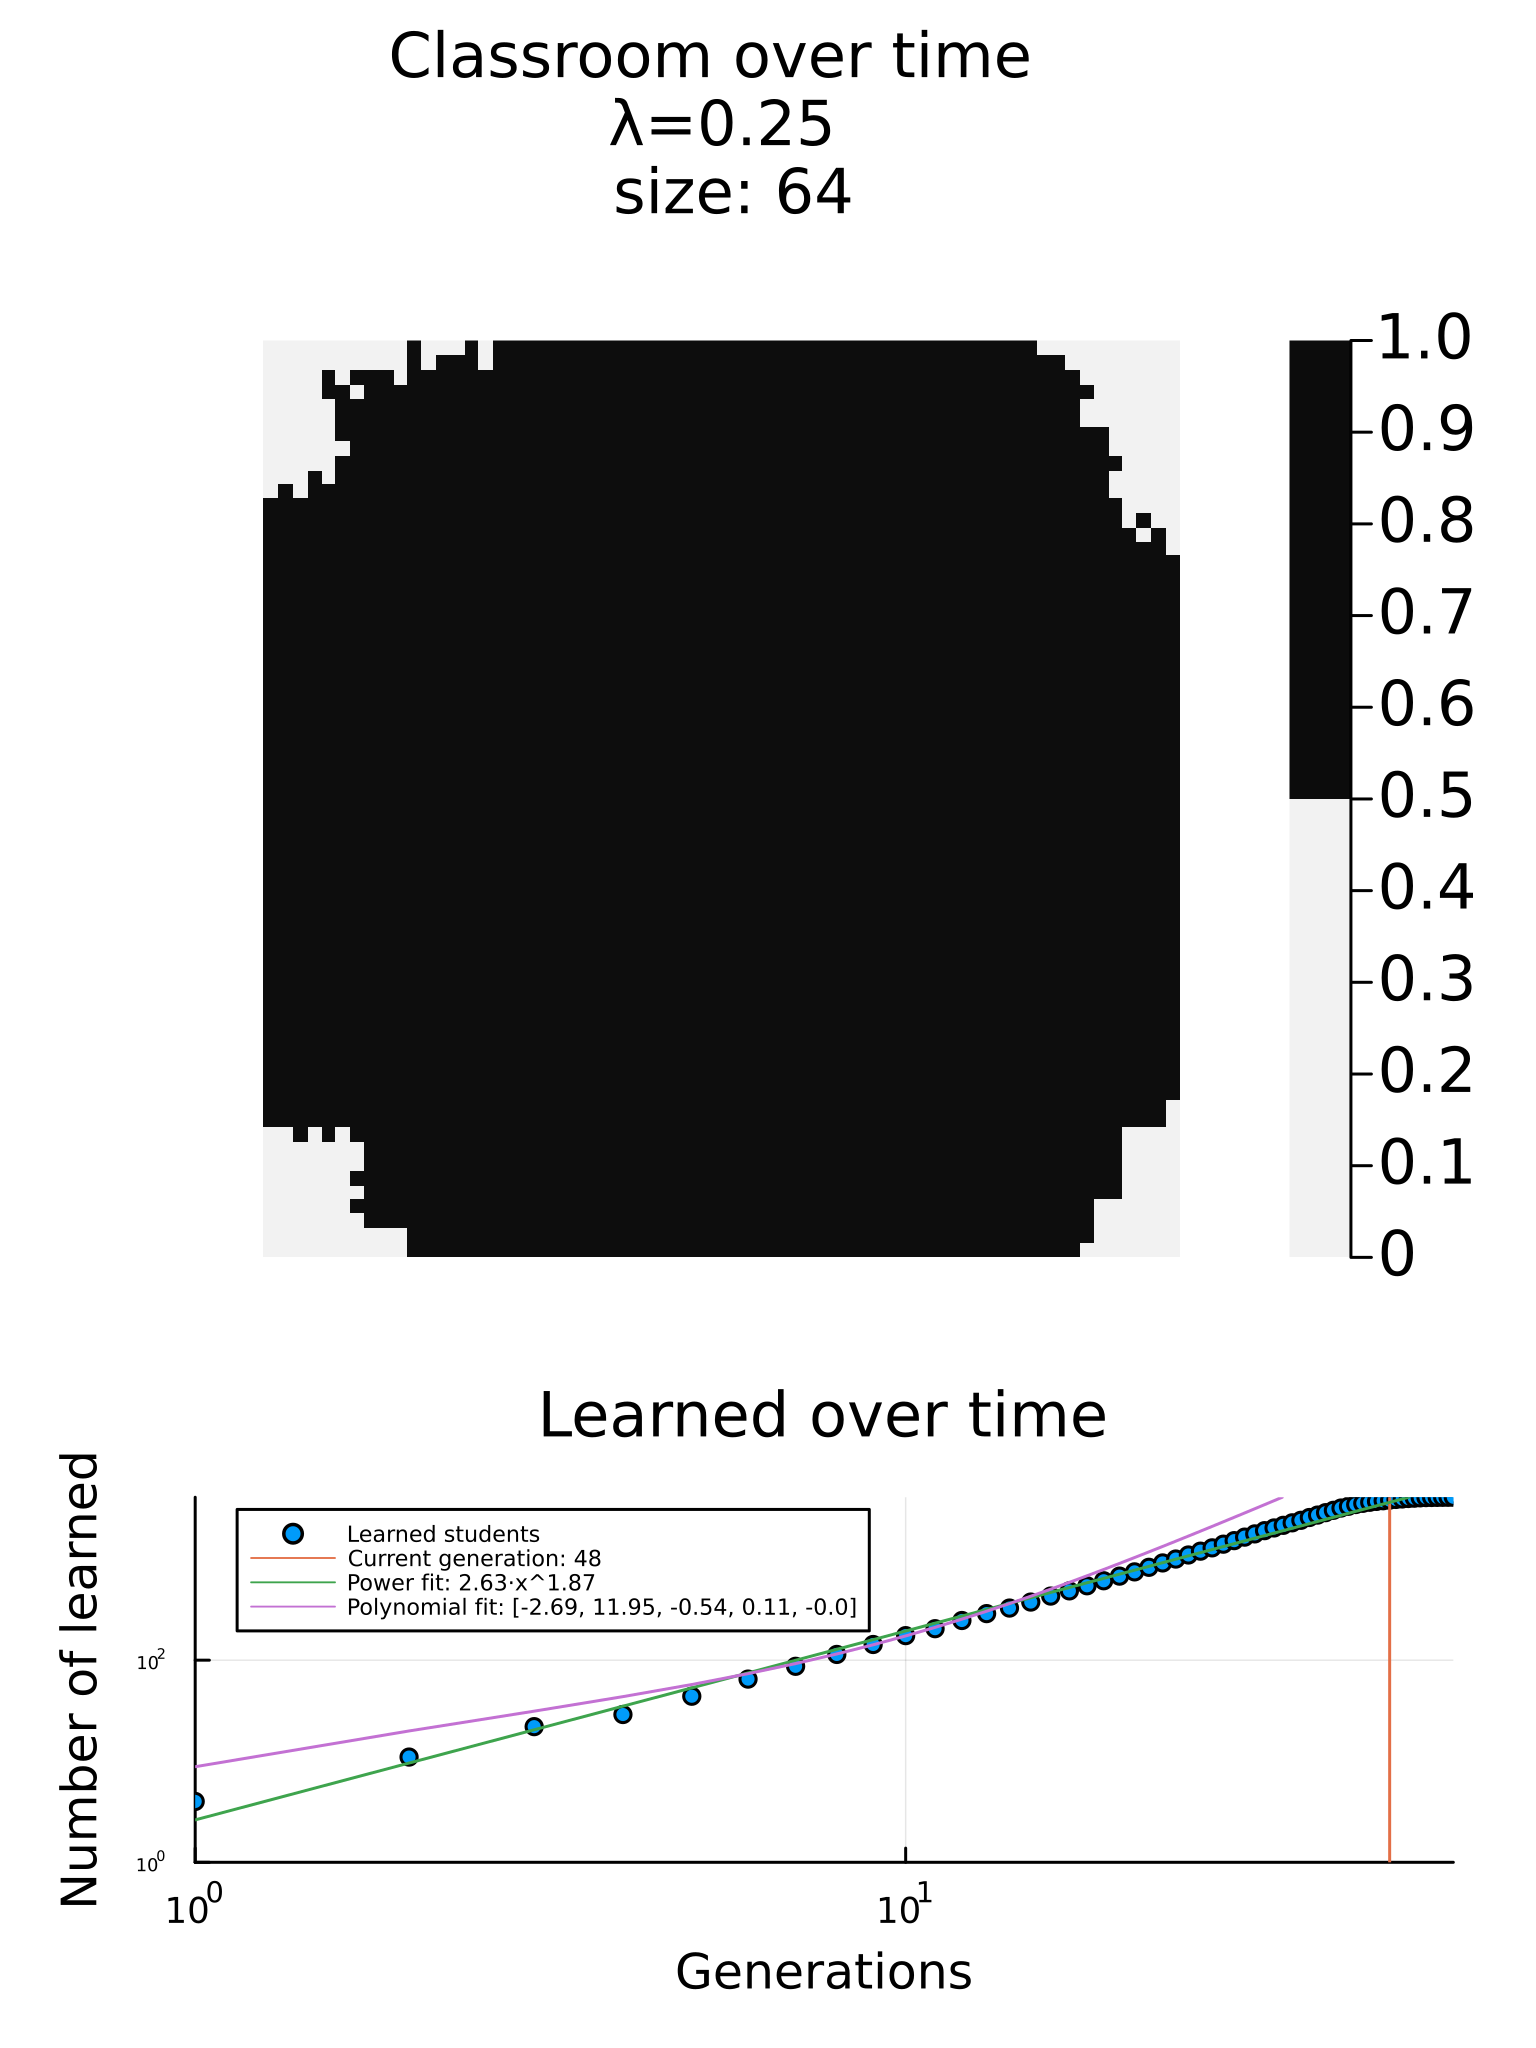 Classroom over time
λ=0.25
size: 64
1.0
0.9
0.8
0.7
0.6
0.5
0.4
0.3
0.2
0.1
0
Learned over time
Number of learned
Learned students
Current generation: 48
Power fit: 2.63·x^1.87
Polynomial fit: [-2.69, 11.95, -0.54, 0.11, -0.0]
10²
10⁰
10⁰ 10¹
Generations